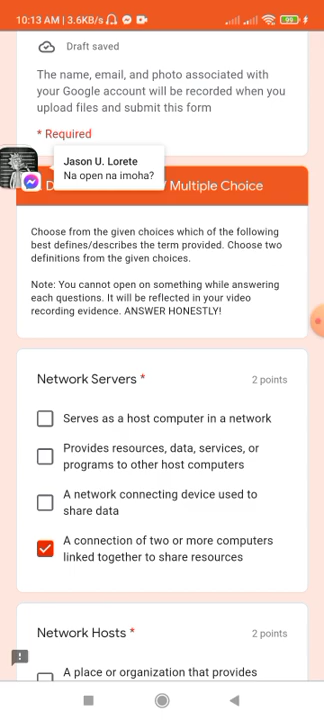 10:13 AM | 3.6KB/s
99
Draft saved
The name, email, and photo associated with
your Google account will be recorded when you
upload files and submit this form
* Required
Jason U. Lorete
Na open na imoha?
D / Multiple Choice
Choose from the given choices which of the following
best defines/describes the term provided. Choose two
definitions from the given choices.
Note: You cannot open on something while answering
each questions. It will be reflected in your video
recording evidence. ANSWER HONESTLY!
Network Servers *
2 points
Serves as a host computer in a network
Provides resources, data, services, or
programs to other host computers
A network connecting device used to
share data
A connection of two or more computers
linked together to share resources
Network Hosts *
2 points
A place or organization that provides